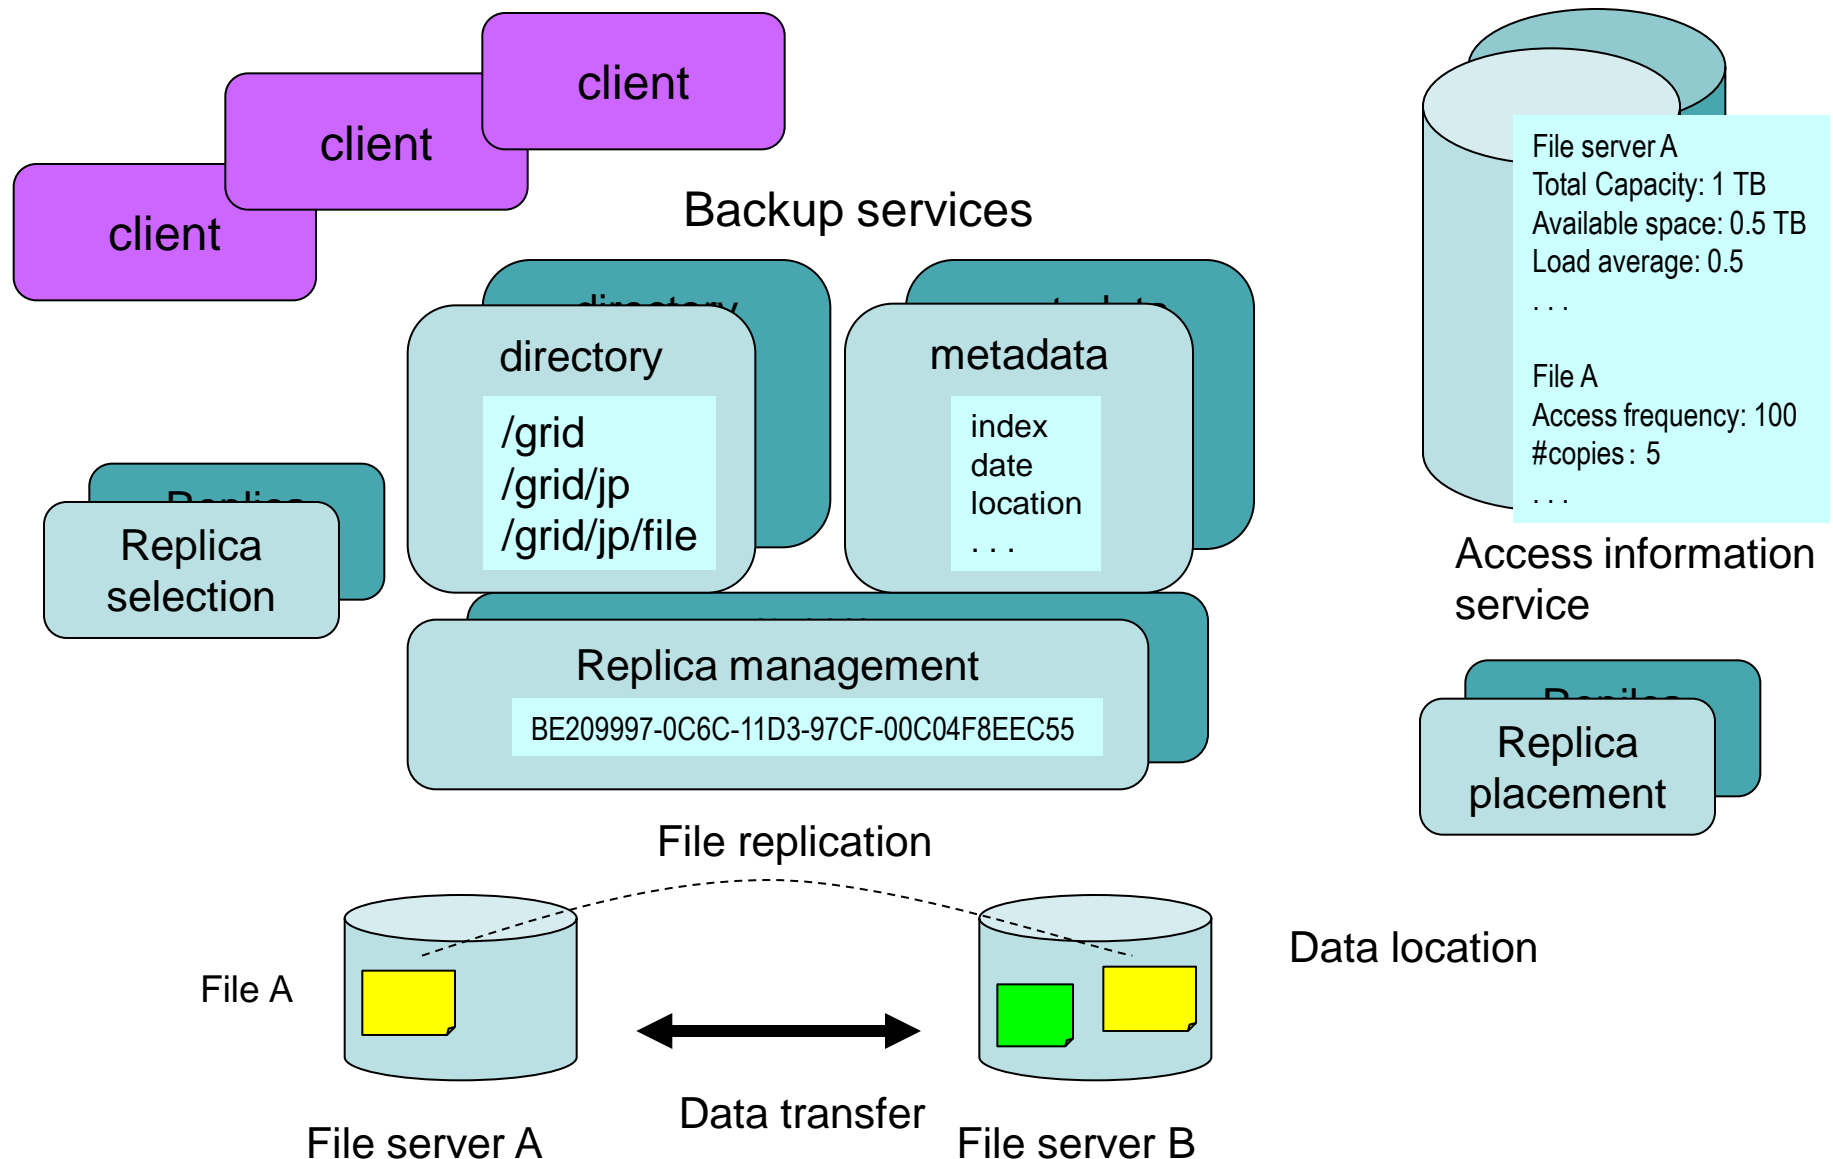 client
client
client
Backup services
directory
/grid
/grid/jp
/grid/jp/file
metadata
index
date
location
. . .
File server A
Total Capacity: 1 TB
Available space: 0.5 TB
Load average: 0.5
. . .
File A
Access frequency: 100
#copies: 5
. . .
Access information
service
Replica
selection
Replica management
BE209997-0C6C-11D3-97CF-00C04F8EEC55
Replica
placement
File replication
Data location
File A
Data transfer
File server A
File server B